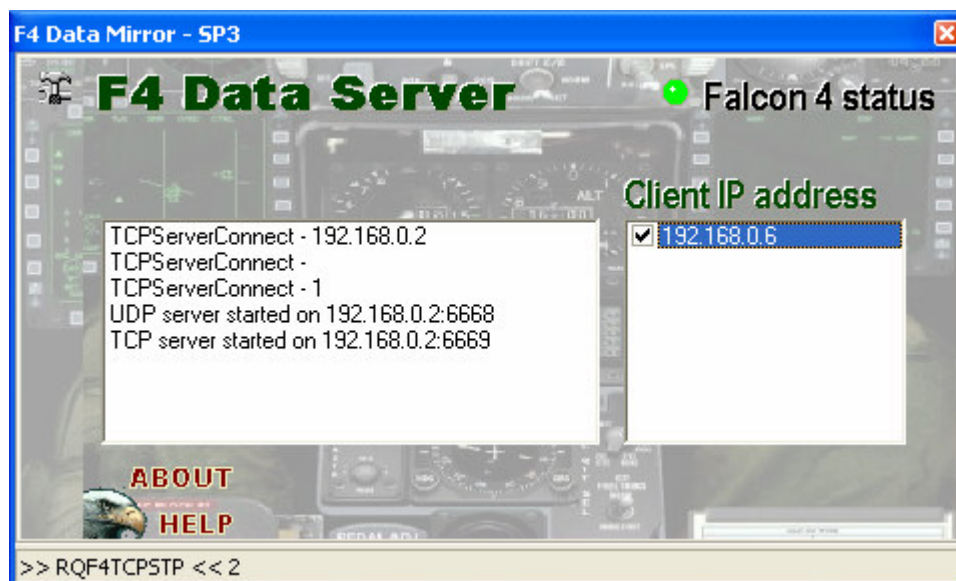 F4 Data Mirror - SP3
F4 Data Server
Falcon 4 status
Client IP address
TCPServerConnect - 192.168.0.2
TCPServerConnect -
TCPServerConnect - 1
UDP server started on 192.168.0.2:6668
TCP server started on 192.168.0.2:6669
192.168.0.6
ALT
ABOUT
HELP
>> RQF4TCPSTP << 2